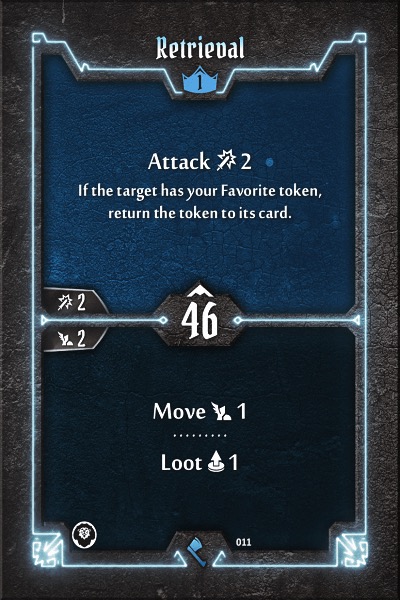 Retrieval
1
Attack 2
If the target has your Favorite token,
return the token to its card.
2
46
2
Move 1
Loot 1
011